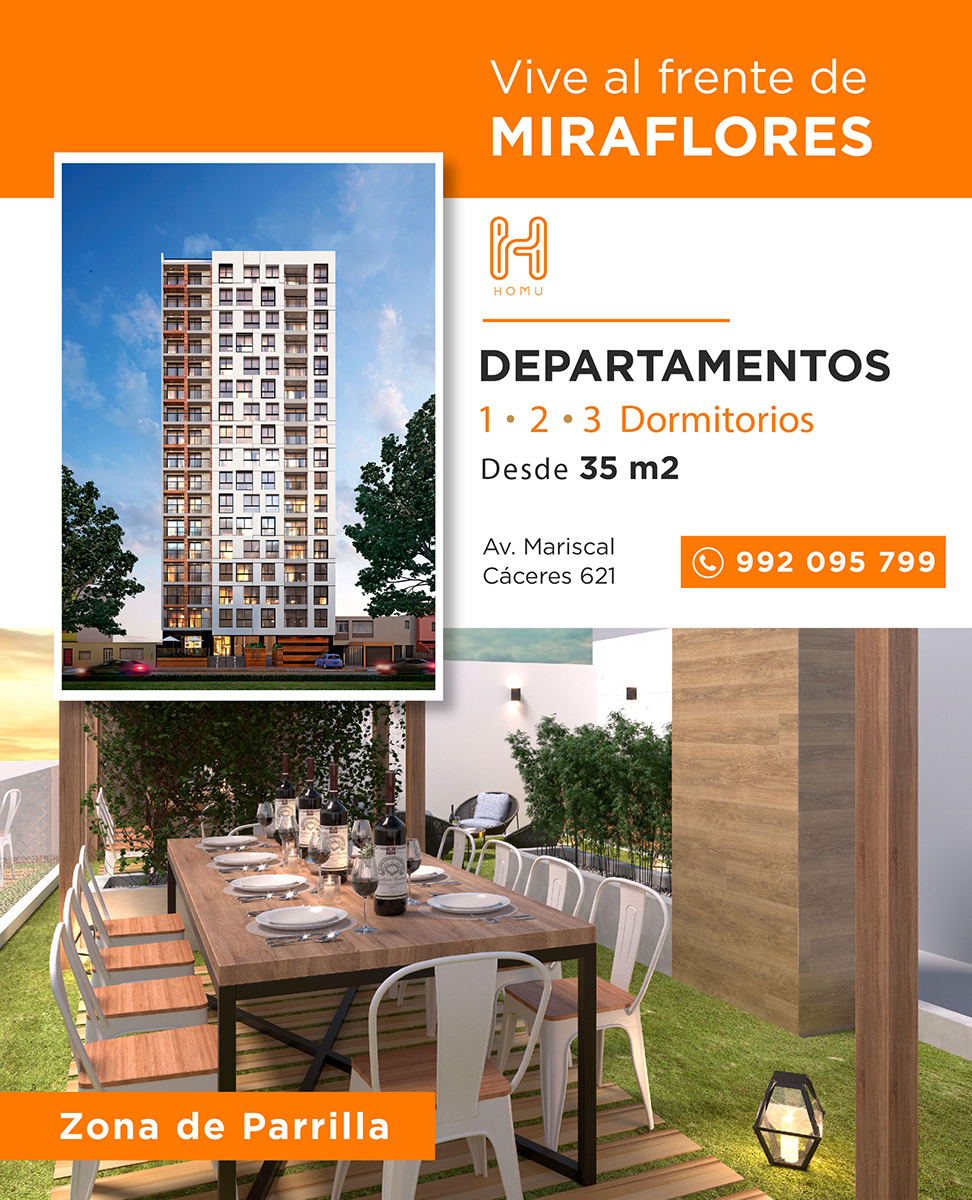 Vive al frente de
MIRAFLORES
HOMU
DEPARTAMENTOS
1 • 2 • 3 Dormitorios
Desde 35 m2
Av. Mariscal
Cáceres 621
992 095 799
Zona de Parrilla